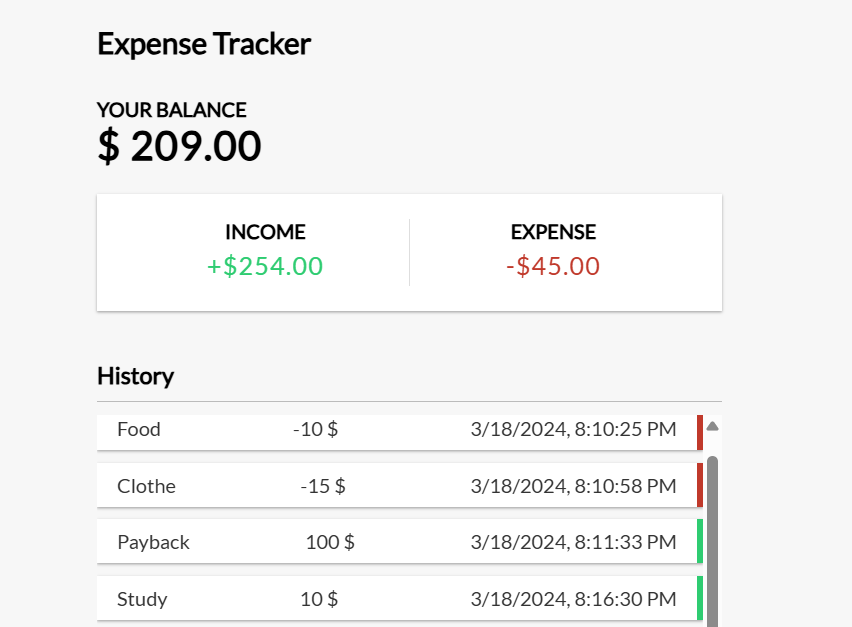 Expense Tracker
YOUR BALANCE
$ 209.00
INCOME EXPENSE
+$254.00 -$45.00
History
Food -10 $ 3/18/2024, 8:10:25 PM
Clothe -15 $ 3/18/2024, 8:10:58 PM
Payback 100 $ 3/18/2024, 8:11:33 PM
Study 10 $ 3/18/2024, 8:16:30 PM